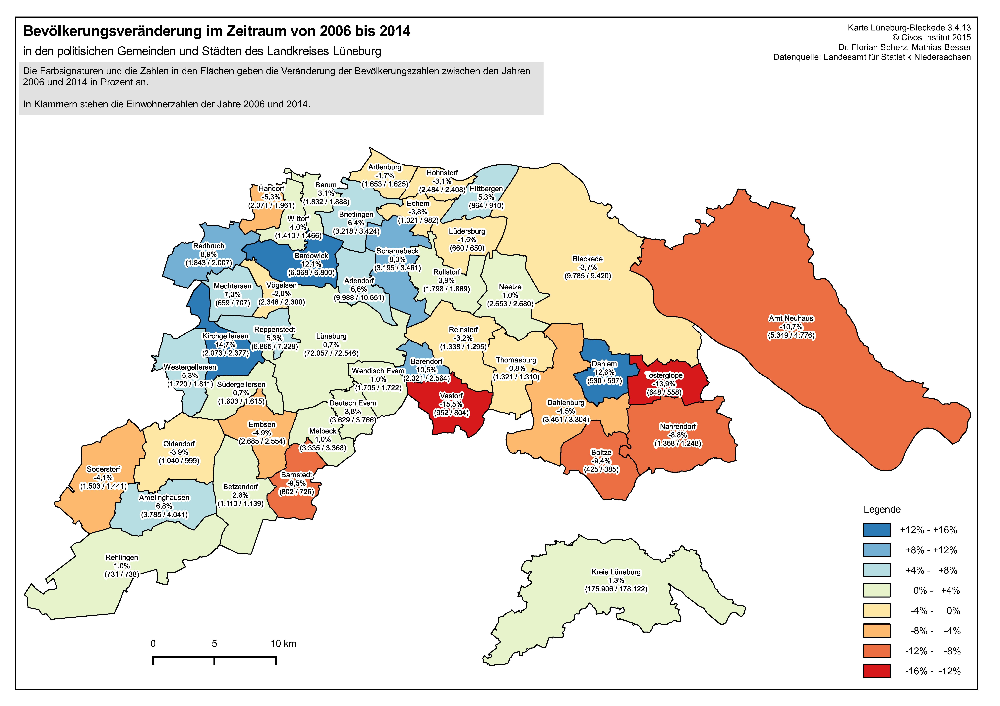 Bevölkerungsveränderung im Zeitraum von 2006 bis 2014
in den politisichen Gemeinden und Städten des Landkreises Lüneburg
Die Farbsignaturen und die Zahlen in den Flächen geben die Veränderung der Bevölkerungszahlen zwischen den Jahren
2006 und 2014 in Prozent an.
In Klammern stehen die Einwohnerzahlen der Jahre 2006 und 2014.
Karte Lüneburg-Bleckede 3.4.13
© Civos Institut 2015
Dr. Florian Scherz, Mathias Besser
Datenquelle: Landesamt für Statistik Niedersachsen
Artlenburg
-1,7%
(1.653 / 1.625)
Hohnstorf
-3,1%
(2.484 / 2.408)
Hittbergen
5,3%
(864 / 910)
Handorf
-5,3%
(2.071 / 1.961)
Barum
3,1%
(1.832 / 1.888)
Echem
-3,8%
(1.021 / 982)
Wittorf
4,0%
(1.410 / 1.466)
Brietlingen
6,4%
(3.218 / 3.424)
Lüdersburg
-1,5%
(660 / 650)
Radbruch
8,9%
(1.843 / 2.007)
Bardowick
12,1%
(6.068 / 6.800)
Scharnebeck
8,3%
(3.195 / 3.461)
Bleckede
-3,7%
(9.785 / 9.420)
Rullstorf
3,9%
(1.798 / 1.869)
Adendorf
6,6%
(9.988 / 10.651)
Mechtersen
7,3%
(659 / 707)
Vögelsen
-2,0%
(2.348 / 2.300)
Neetze
1,0%
(2.653 / 2.680)
Amt Neuhaus
-10,7%
(5.349 / 4.776)
Reppenstedt
5,3%
(6.865 / 7.229)
Reinstorf
-3,2%
(1.338 / 1.295)
Kirchgellersen
14,7%
(2.073 / 2.377)
Lüneburg
0,7%
(72.057 / 72.546)
Westergellersen
5,3%
(1.720 / 1.811)
Wendisch Evern
1,0%
(1.705 / 1.722)
Barendorf
10,5%
(2.321 / 2.564)
Thomasburg
-0,8%
(1.321 / 1.310)
Dahlem
12,6%
(530 / 597)
Tosterglope
-13,9%
(648 / 558)
Südergellersen
0,7%
(1.603 / 1.615)
Vastorf
-15,5%
(952 / 804)
Deutsch Evern
3,8%
(3.629 / 3.766)
Dahlenburg
-4,5%
(3.461 / 3.304)
Embsen
-4,9%
(2.685 / 2.554)
Melbeck
1,0%
(3.335 / 3.368)
Nahrendorf
-8,8%
(1.368 / 1.248)
Oldendorf
-3,9%
(1.040 / 999)
Boitze
-9,4%
(425 / 385)
Soderstorf
-4,1%
(1.503 / 1.441)
Barnstedt
-9,5%
(802 / 726)
Betzendorf
2,6%
(1.110 / 1.139)
Amelinghausen
6,8%
(3.785 / 4.041)
Rehlingen
1,0%
(731 / 738)
Kreis Lüneburg
1,3%
(175.906 / 178.122)
0 5 10 km
Legende
+12% - +16%
+8% - +12%
+4% - +8%
0% - +4%
-4% - 0%
-8% - -4%
-12% - -8%
-16% - -12%